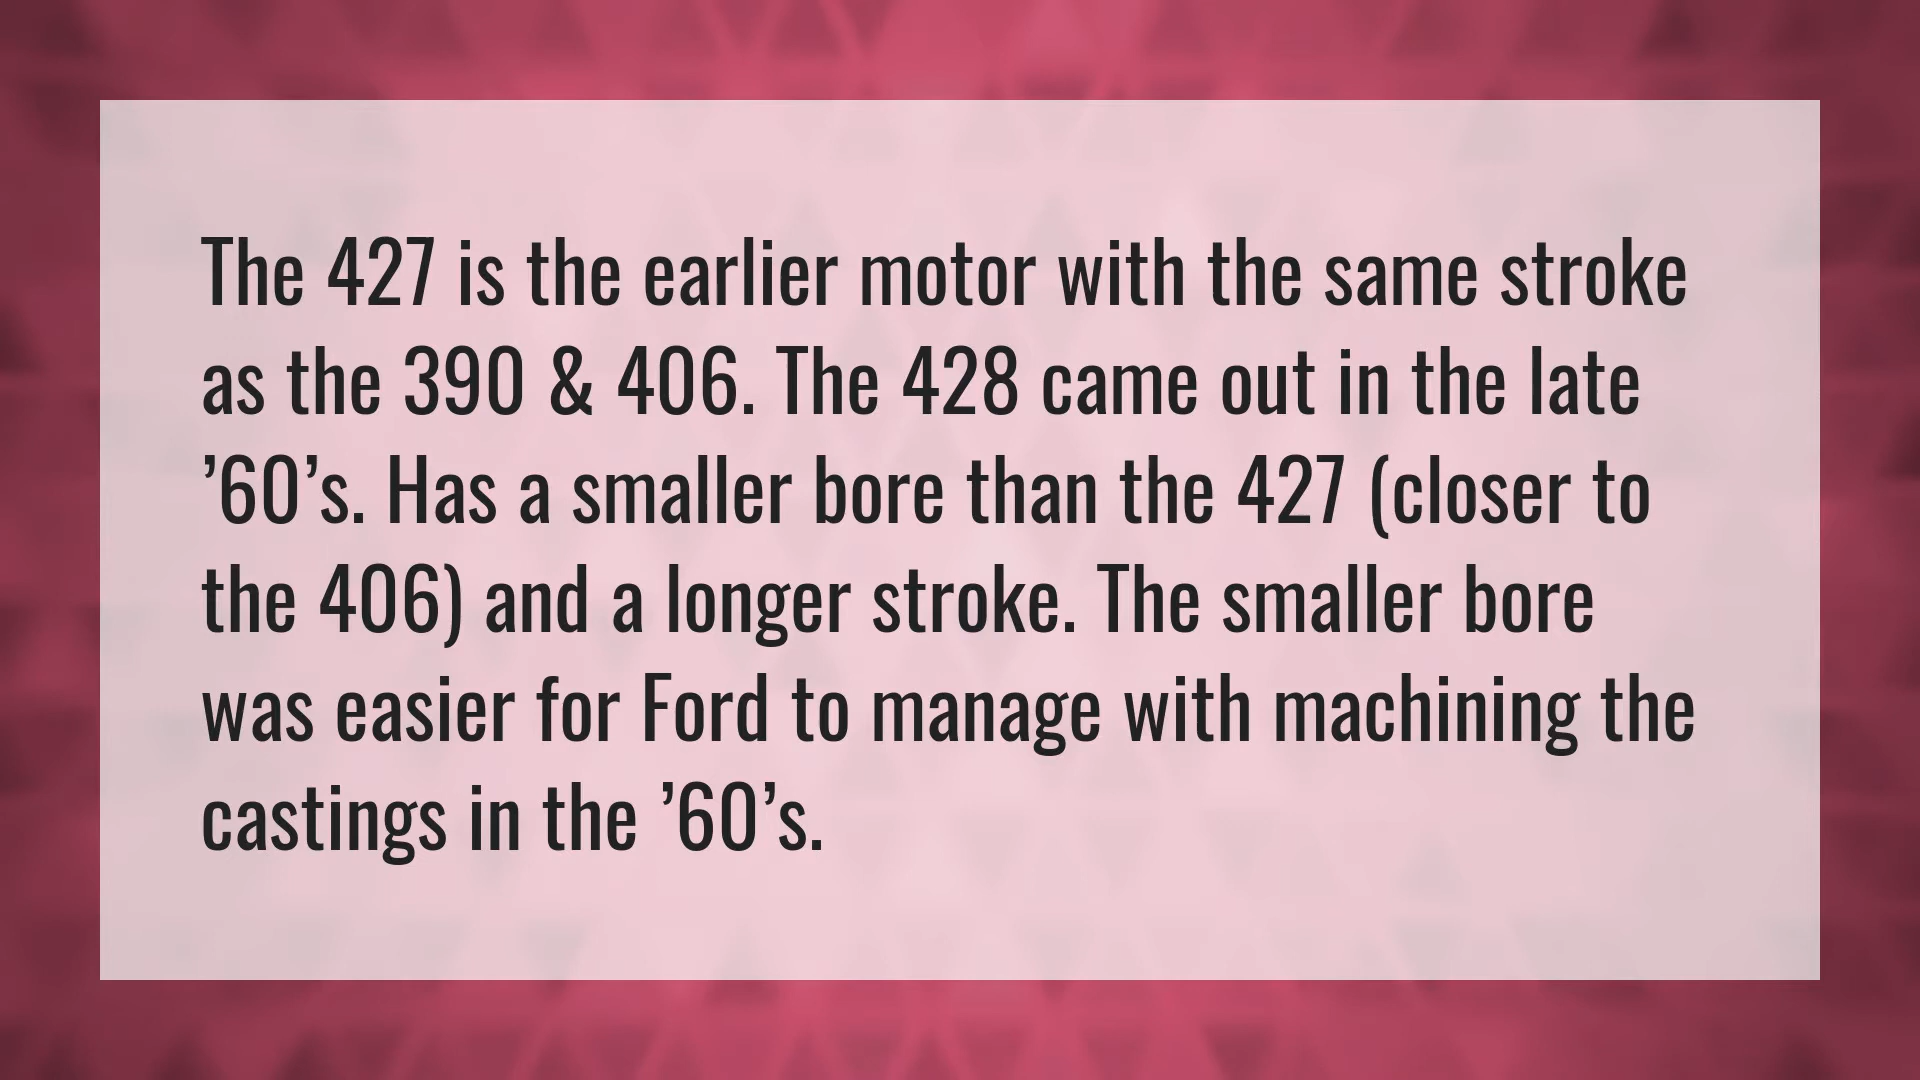 The 427 is the earlier motor with the same stroke
as the 390 & 406. The 428 came out in the late
’60’s. Has a smaller bore than the 427 (closer to
the 406) and a longer stroke. The smaller bore
was easier for Ford to manage with machining the
castings in the ’60’s.